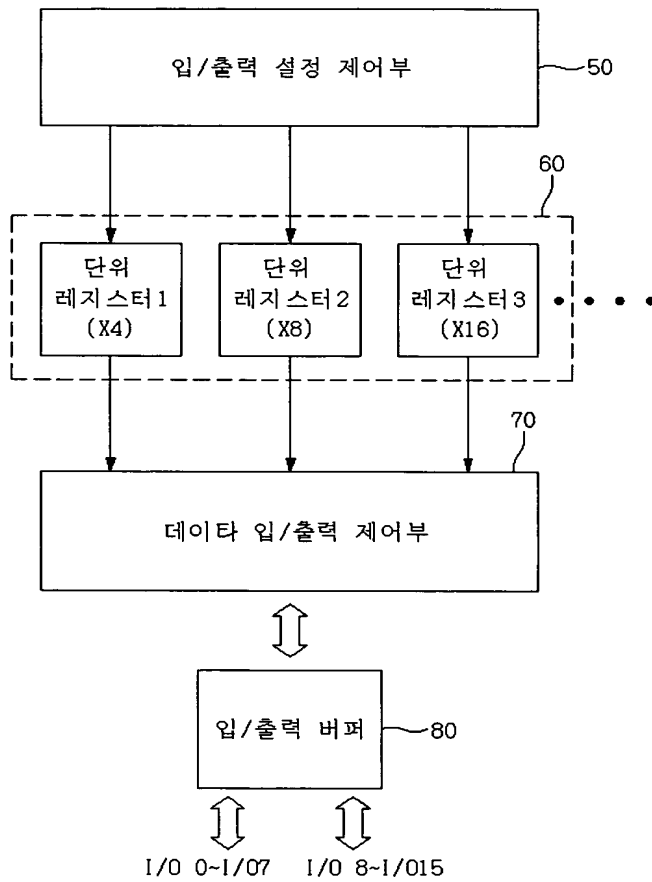 입/출력 설정 제어부
50
60
단위
레지스터1
(X4)
단위
레지스터2
(X8)
단위
레지스터3
(X16)
70
데이타 입/출력 제어부
입/출력 버퍼
80
I/O 0~I/O7
I/O 8~I/O15